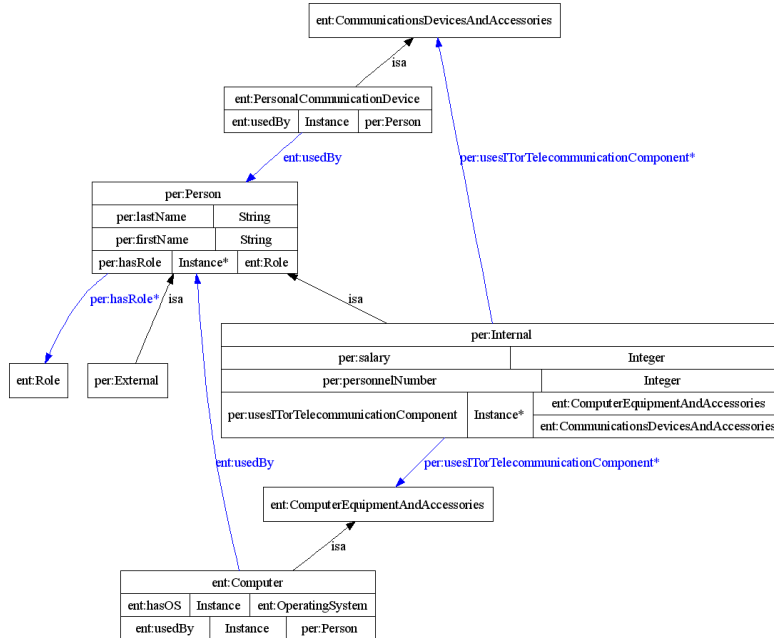 ent:CommunicationsDevicesAndAccessories
isa
ent:PersonalCommunicationDevice
ent:usedBy Instance per:Person
ent:usedBy
per:usesITorTelecommunicationComponent*
per:Person
per:lastName String
per:firstName String
per:hasRole Instance* ent:Role
per:hasRole*
isa
isa
per:Internal
per:salary Integer
ent:Role
per:External
per:personnelNumber Integer
per:usesITorTelecommunicationComponent Instance* ent:ComputerEquipmentAndAccessories
ent:CommunicationsDevicesAndAccessories
ent:usedBy
per:usesITorTelecommunicationComponent*
ent:ComputerEquipmentAndAccessories
isa
ent:Computer
ent:hasOS Instance ent:OperatingSystem
ent:usedBy Instance per:Person